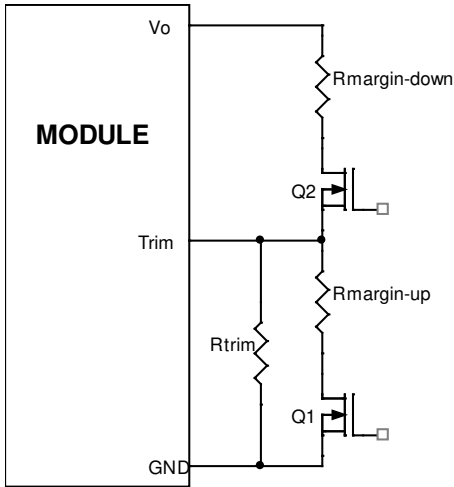 Vo
Rmargin-down
MODULE
Q2
Trim
Rmargin-up
Rtrim
Q1
GND